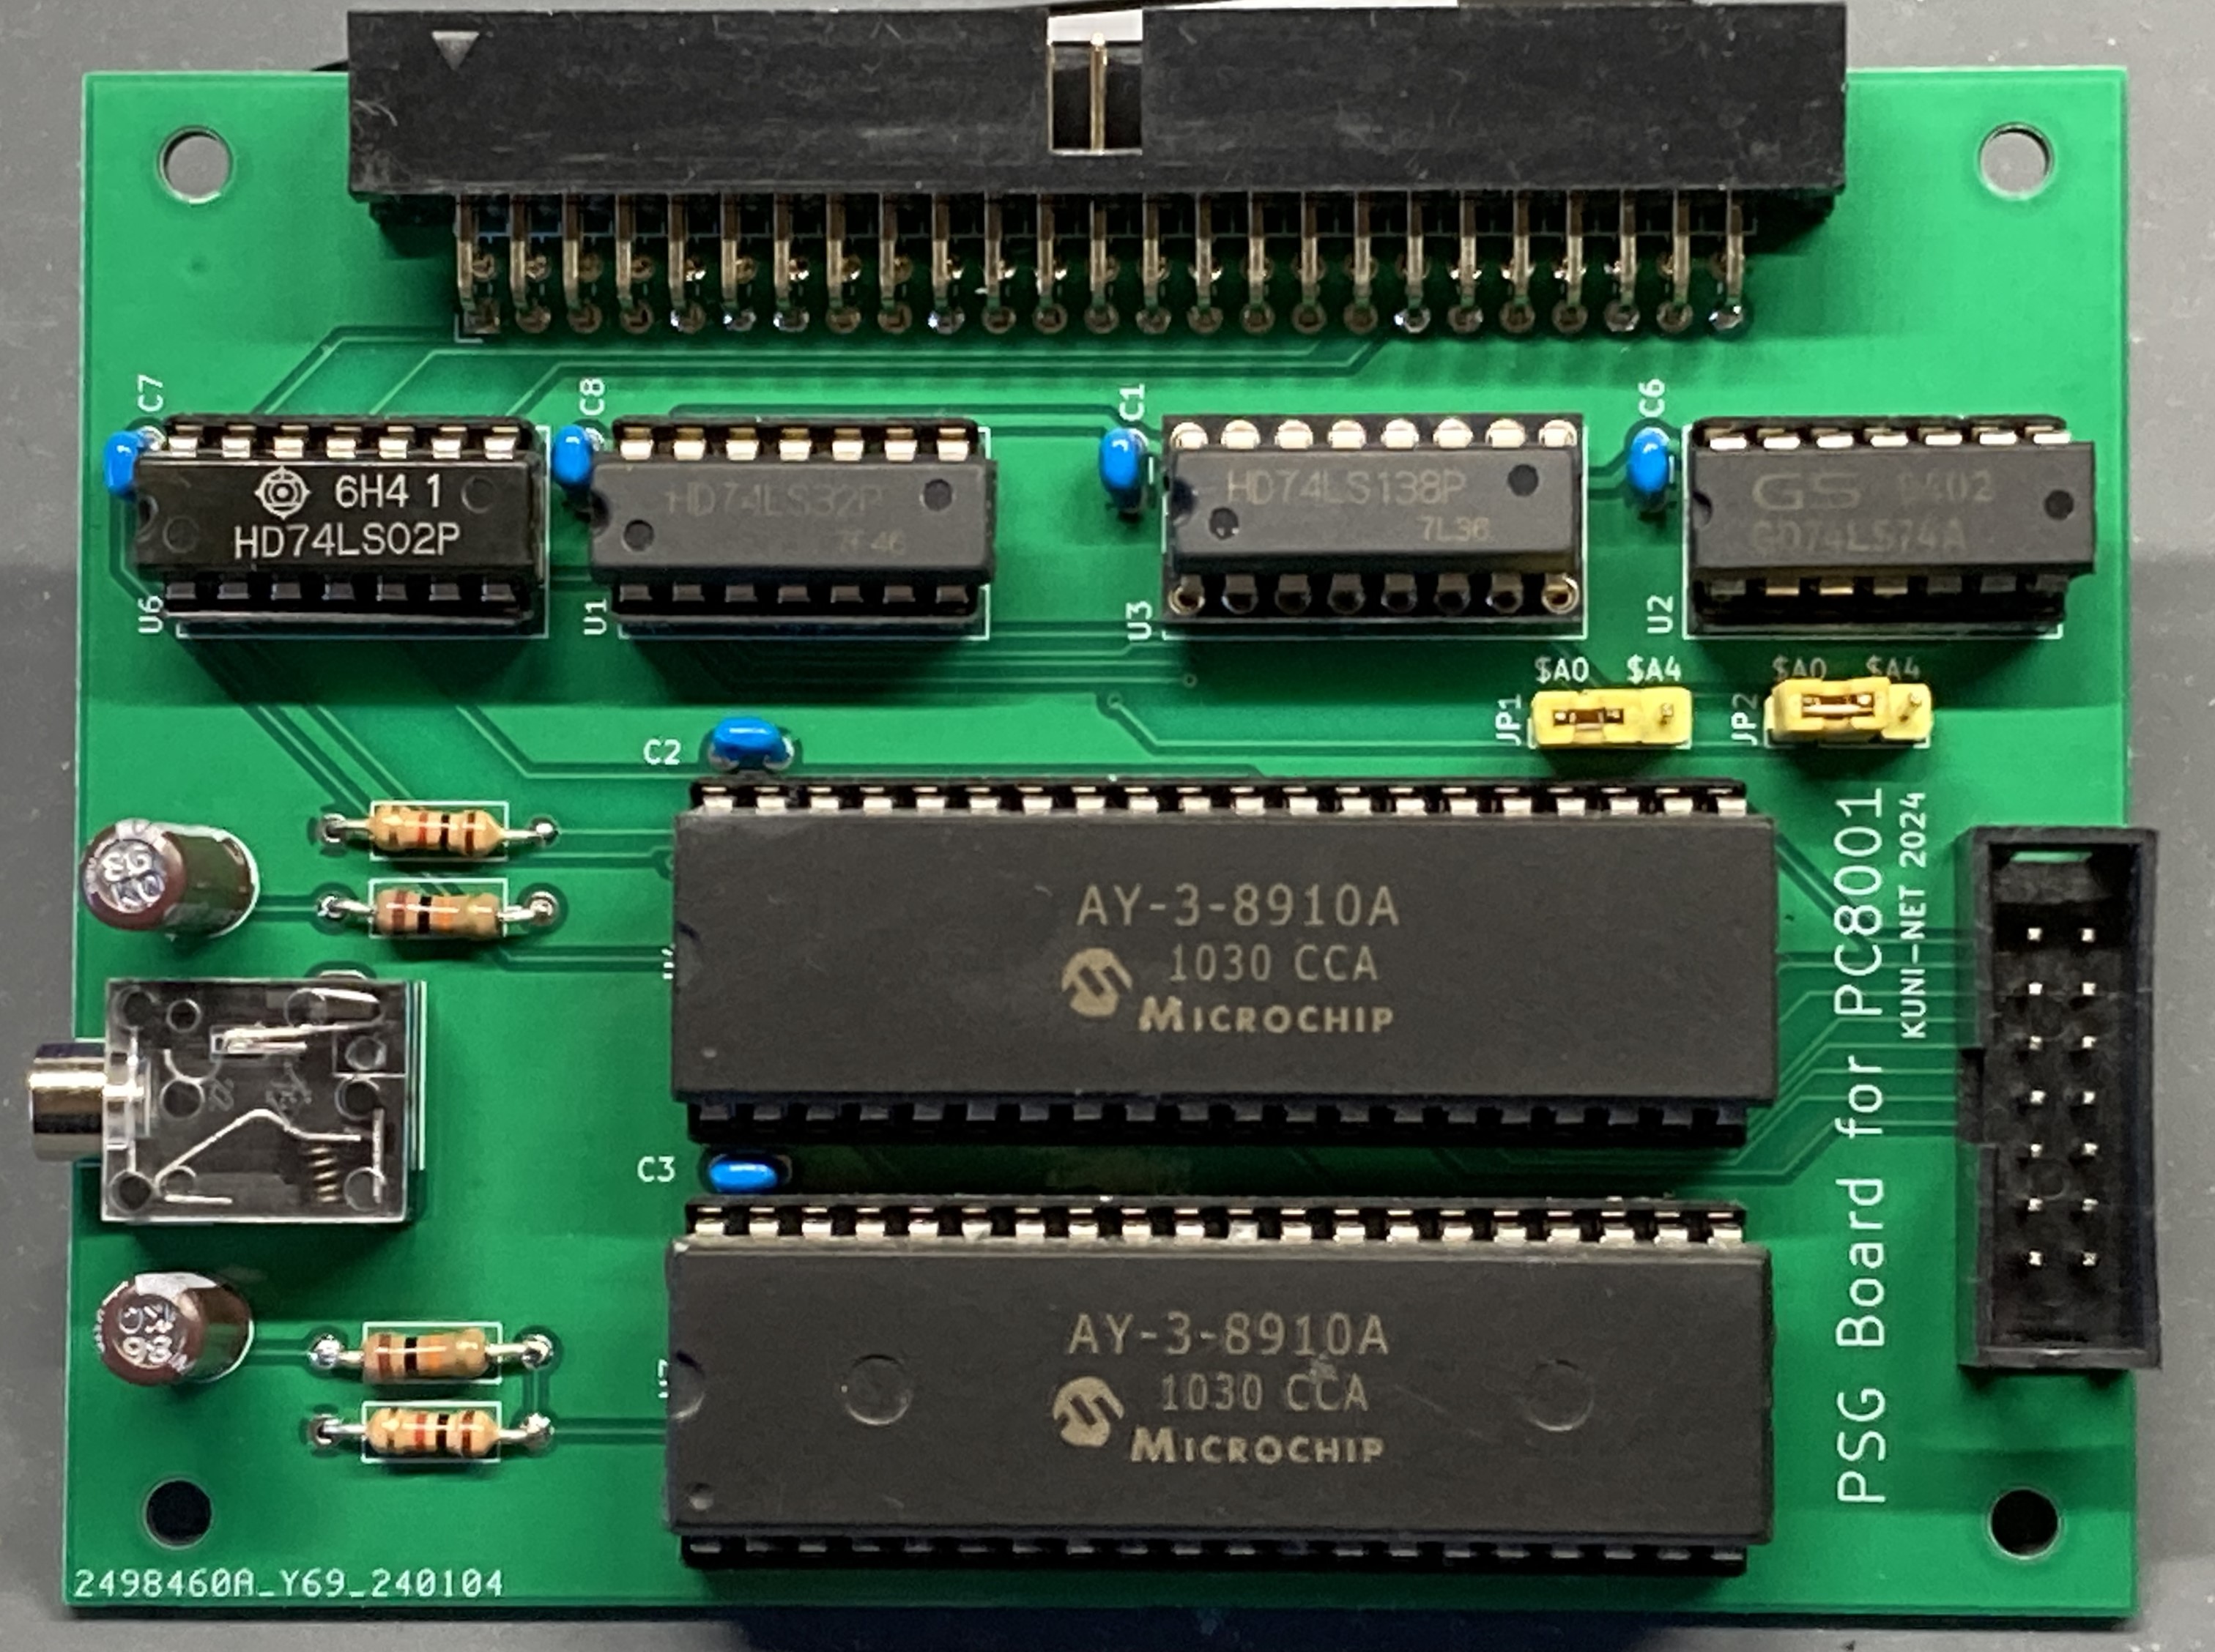 C7
C8
C1
C6
6H4 1
HD74LS02P
HD74LS32P
7F46
HD74LS138P
7L36
GS 9402
GD74LS74A
U6
U1
U3
U2
$A0 $A4
JP1
$A0 $A4
JP2
C2
AY-3-8910A
1030 CCA
MICROCHIP
PSG Board for PC8001
KUNI-NET 2024
C3
AY-3-8910A
1030 CCA
MICROCHIP
2498460A_Y69_240104